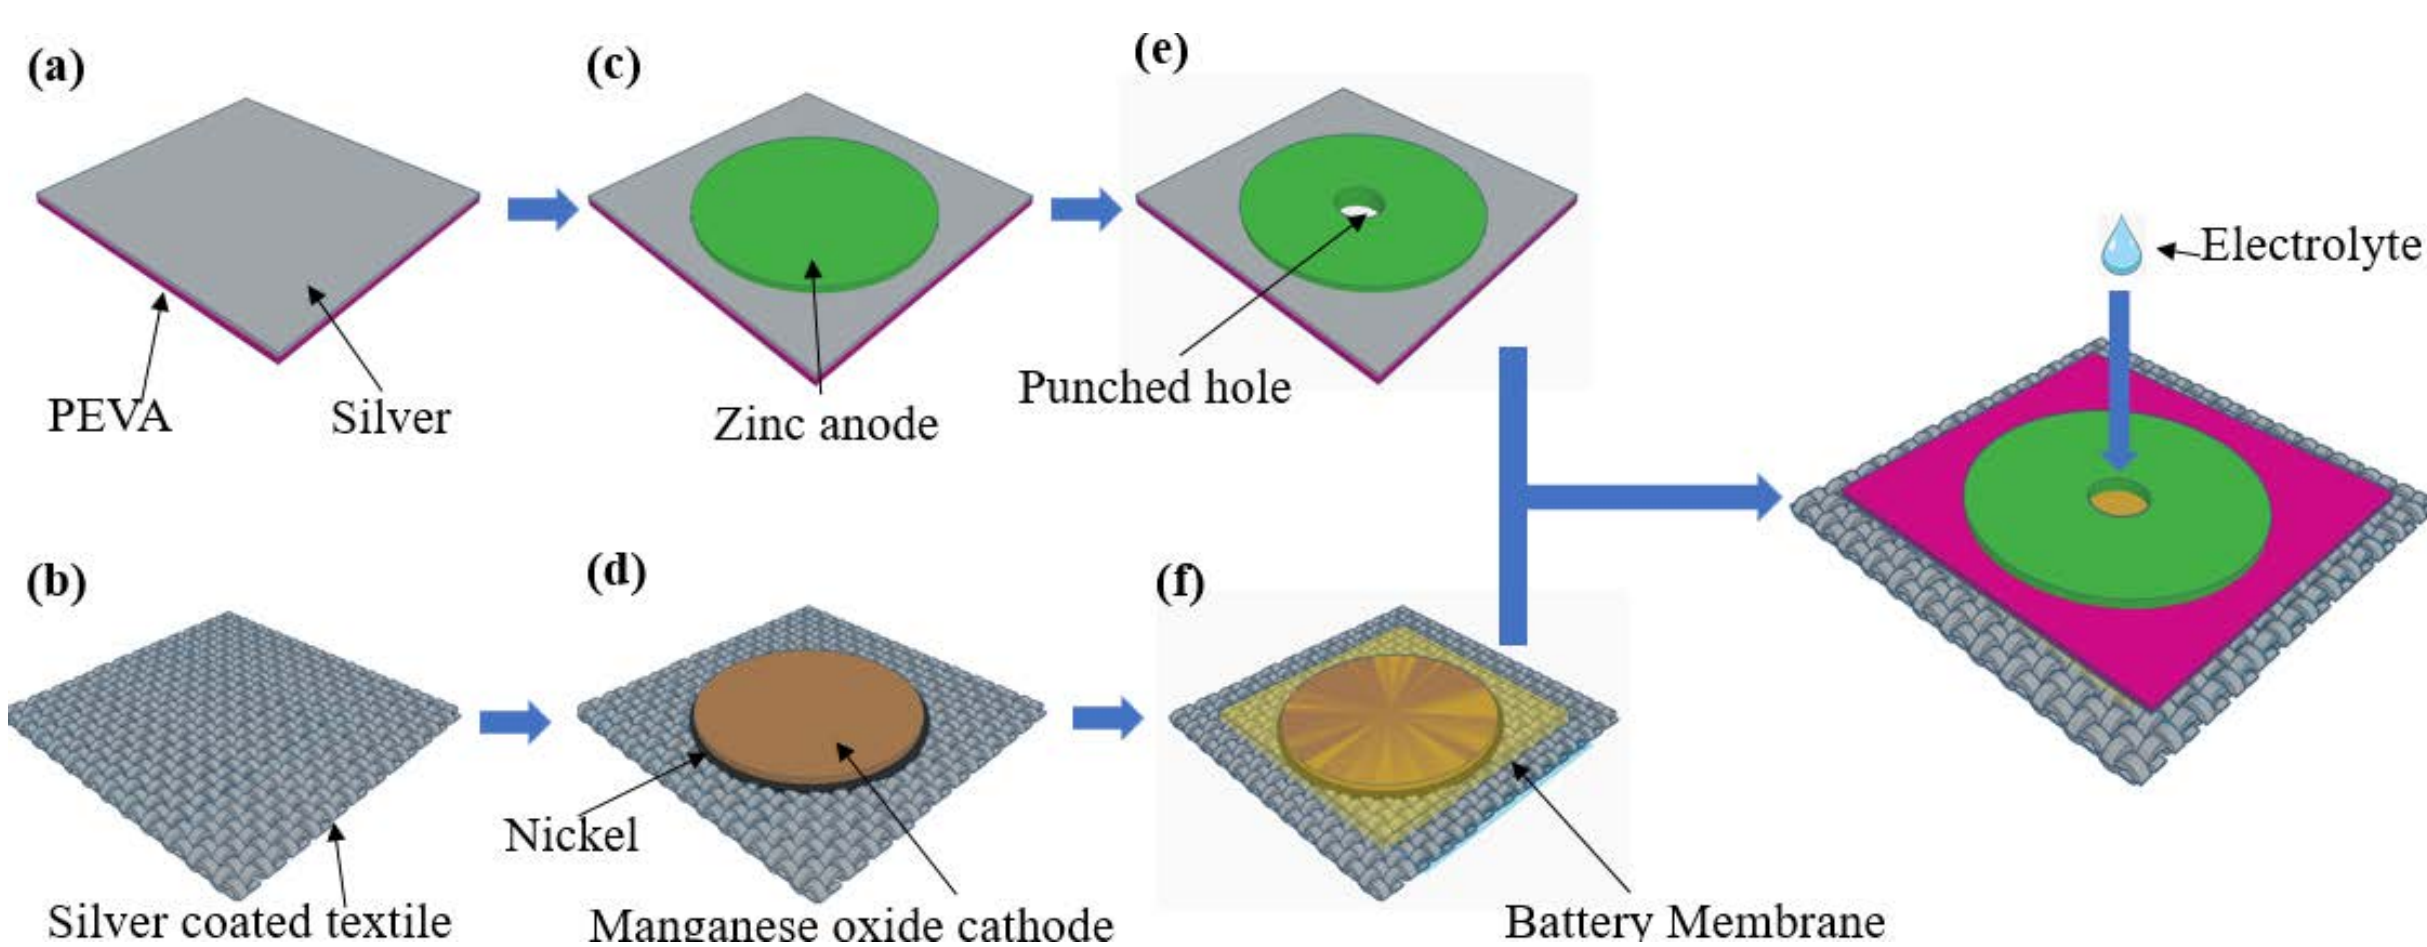 (a)
(c)
(e)
PEVA
Silver
Zinc anode
Punched hole
Electrolyte
(b)
(d)
(f)
Silver coated textile
Nickel
Manganese oxide cathode
Battery Membrane